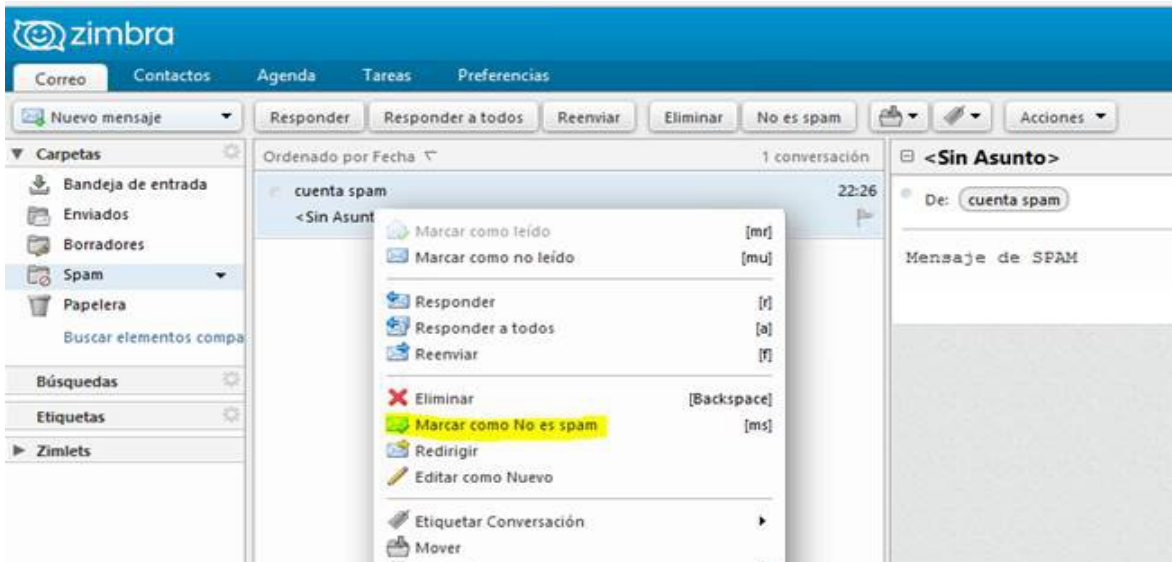 zimbra
Correo Contactos Agenda Tareas Preferencias
Nuevo mensaje Responder Responder a todos Reenviar Eliminar No es spam Acciones
Carpetas
Bandeja de entrada
Enviados
Borradores
Spam
Papelera
Buscar elementos compa
Búsquedas
Etiquetas
Zimlets
Ordenado por Fecha 1 conversación
cuenta spam 22:26
<Sin Asunt
Marcar como leído [mr]
Marcar como no leído [mu]
Responder [r]
Responder a todos [a]
Reenviar [f]
Eliminar [Backspace]
Marcar como No es spam [ms]
Redirigir
Editar como Nuevo
Etiquetar Conversación
Mover
<Sin Asunto>
De: cuenta spam
Mensaje de SPAM